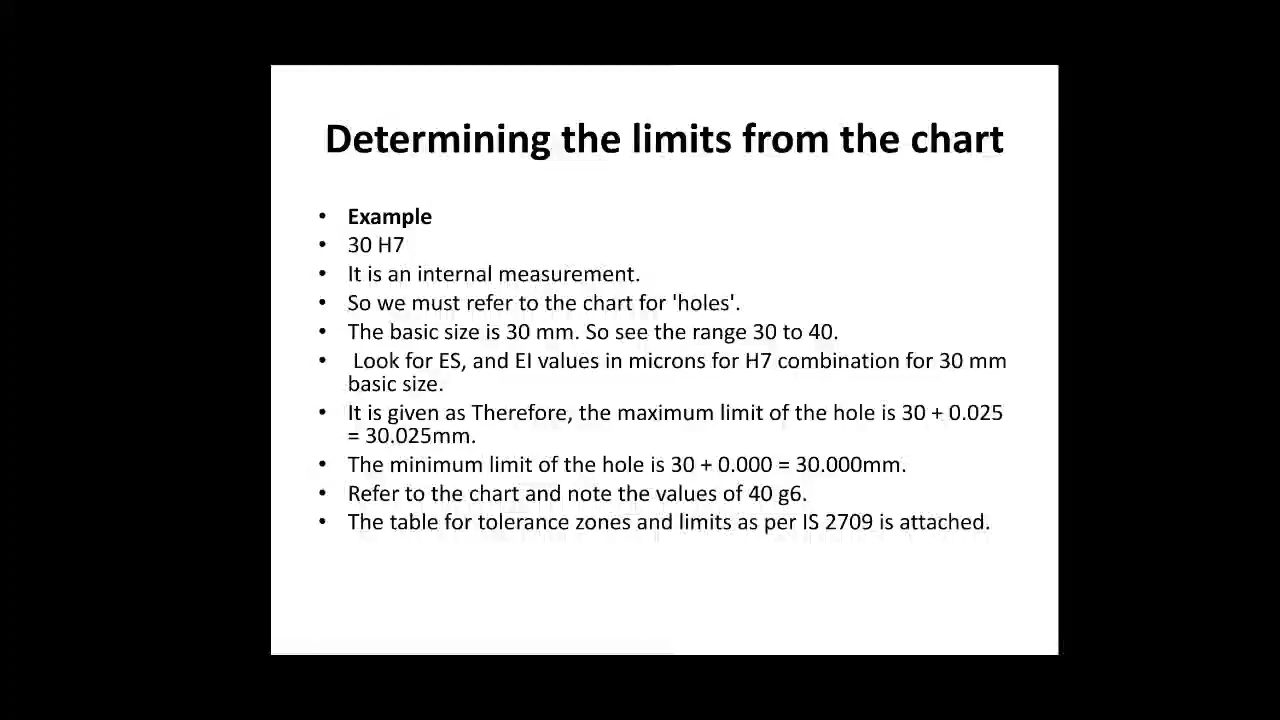 Determining the limits from the chart
• Example
• 30 H7
• It is an internal measurement.
• So we must refer to the chart for 'holes'.
• The basic size is 30 mm. So see the range 30 to 40.
• Look for ES, and EI values in microns for H7 combination for 30 mm
basic size.
• It is given as Therefore, the maximum limit of the hole is 30 + 0.025
= 30.025mm.
• The minimum limit of the hole is 30 + 0.000 = 30.000mm.
• Refer to the chart and note the values of 40 g6.
• The table for tolerance zones and limits as per IS 2709 is attached.